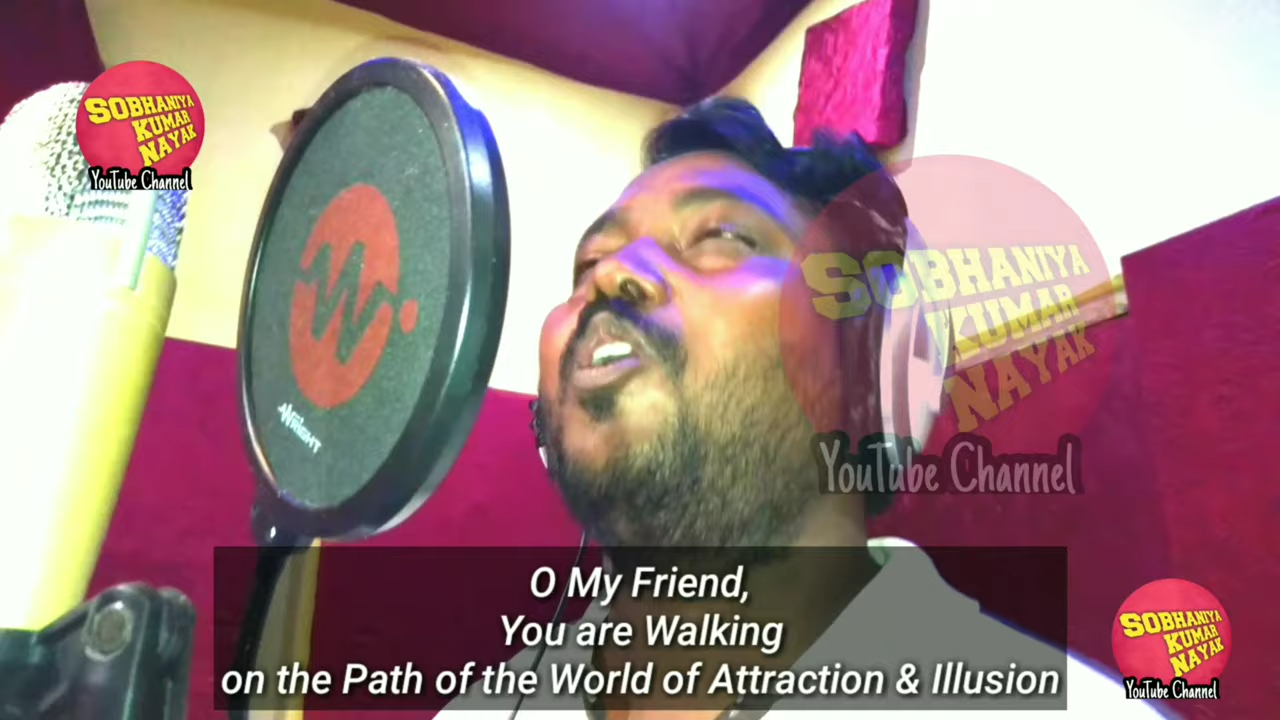 SOBHANIYA
KUMAR
NAYAK
YouTube Channel
SOBHANIYA
KUMAR
NAYAK
YouTube Channel
WRIGHT
O My Friend,
You are Walking
on the Path of the World of Attraction & Illusion
SOBHANIYA
KUMAR
NAYAK
YouTube Channel